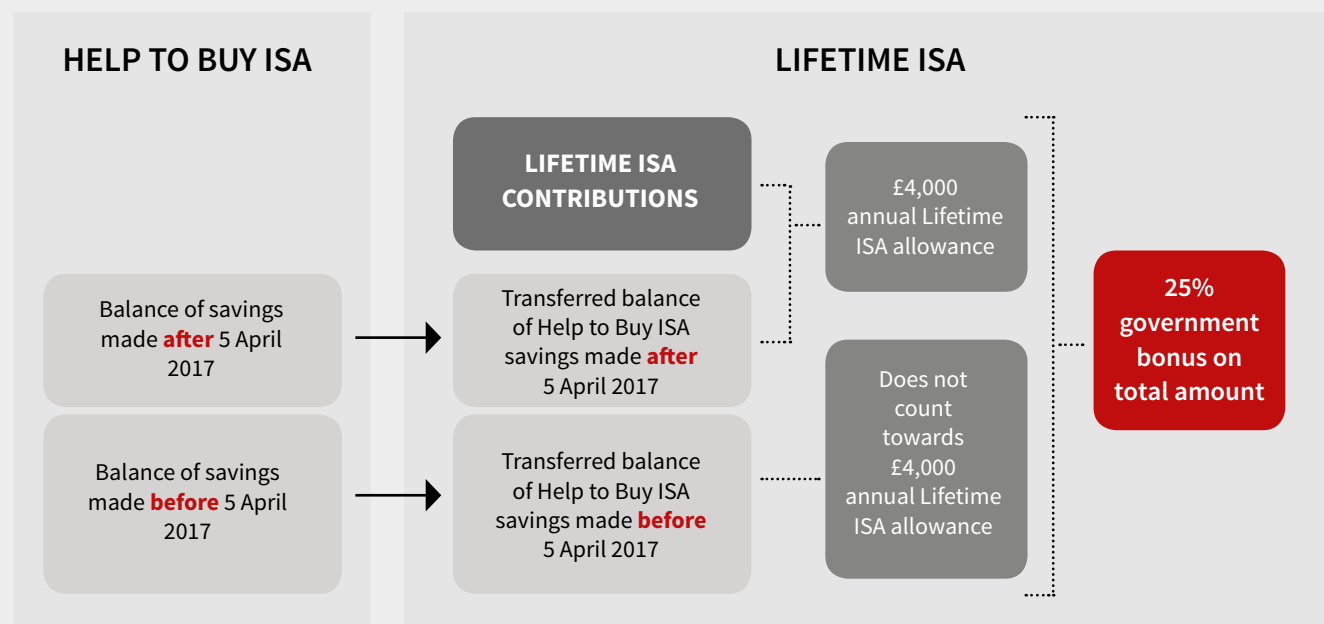 HELP TO BUY ISA
LIFETIME ISA
LIFETIME ISA
CONTRIBUTIONS
£4,000
annual Lifetime
ISA allowance
Balance of savings
made after 5 April
2017
Transferred balance
of Help to Buy ISA
savings made after
5 April 2017
25%
government
bonus on
total amount
Balance of savings
made before 5 April
2017
Transferred balance
of Help to Buy ISA
savings made before
5 April 2017
Does not
count
towards
£4,000
annual Lifetime
ISA allowance